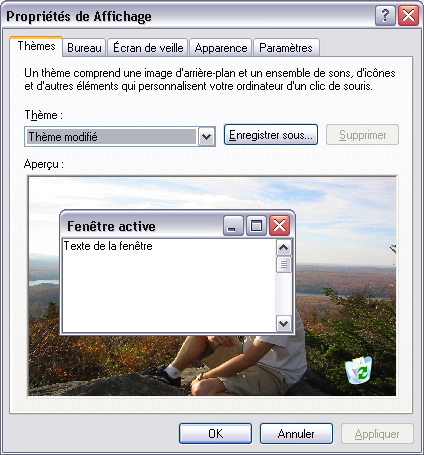 Propriétés de Affichage
Thèmes Bureau Écran de veille Apparence Paramètres
Un thème comprend une image d'arrière-plan et un ensemble de sons, d'icônes
et d'autres éléments qui personnalisent votre ordinateur d'un clic de souris.
Thème :
Thème modifié Enregistrer sous... Supprimer
Aperçu :
Fenêtre active
Texte de la fenêtre
OK Annuler Appliquer